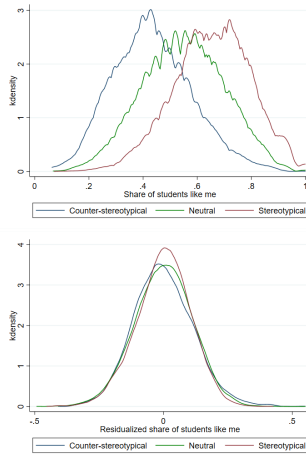 3
2
1
0
kdensity
0 .2 .4 .6 .8 1
Share of students like me
Counter-stereotypical Neutral Stereotypical
4
3
2
1
0
kdensity
-.5 0 .5
Residualized share of students like me
Counter-stereotypical Neutral Stereotypical